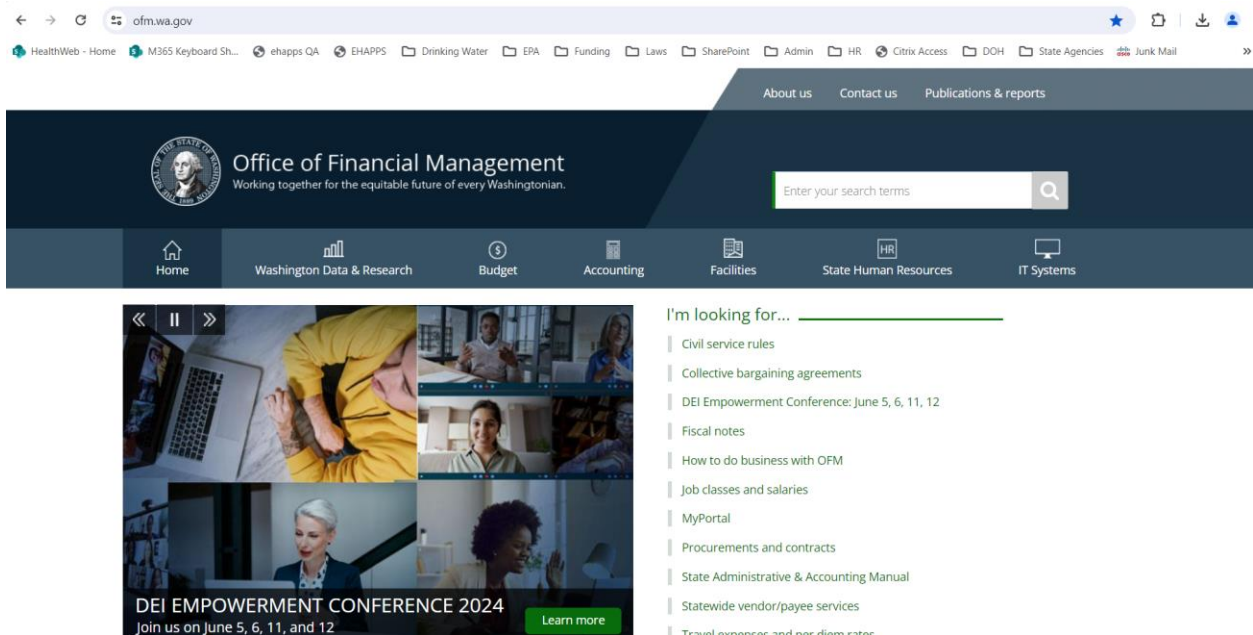 ofm.wa.gov
HealthWeb - Home M365 Keyboard Sh... ehapps QA EHAPPS Drinking Water EPA Funding Laws SharePoint Admin HR Citrix Access DOH State Agencies Junk Mail »
About us Contact us Publications & reports
Office of Financial Management
Working together for the equitable future of every Washingtonian.
Enter your search terms
Home Washington Data & Research Budget Accounting Facilities HR State Human Resources IT Systems
I'm looking for...
Civil service rules
Collective bargaining agreements
DEI Empowerment Conference: June 5, 6, 11, 12
Fiscal notes
How to do business with OFM
Job classes and salaries
MyPortal
Procurements and contracts
State Administrative & Accounting Manual
Statewide vendor/payee services
Travel expenses and per diem rates
DEI EMPOWERMENT CONFERENCE 2024
Join us on June 5, 6, 11, and 12
Learn more